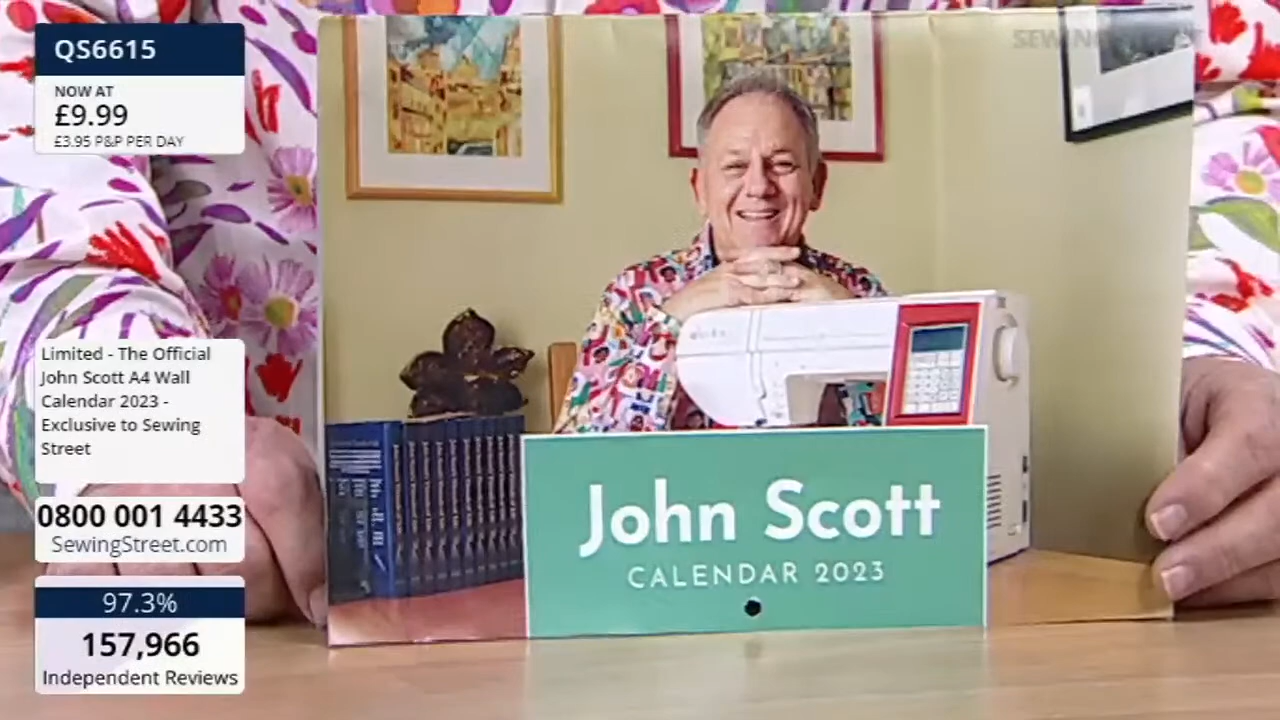 QS6615
NOW AT
£9.99
£3.95 P&P PER DAY
Limited - The Official
John Scott A4 Wall
Calendar 2023 -
Exclusive to Sewing
Street
0800 001 4433
SewingStreet.com
97.3%
157,966
Independent Reviews
John Scott
CALENDAR 2023